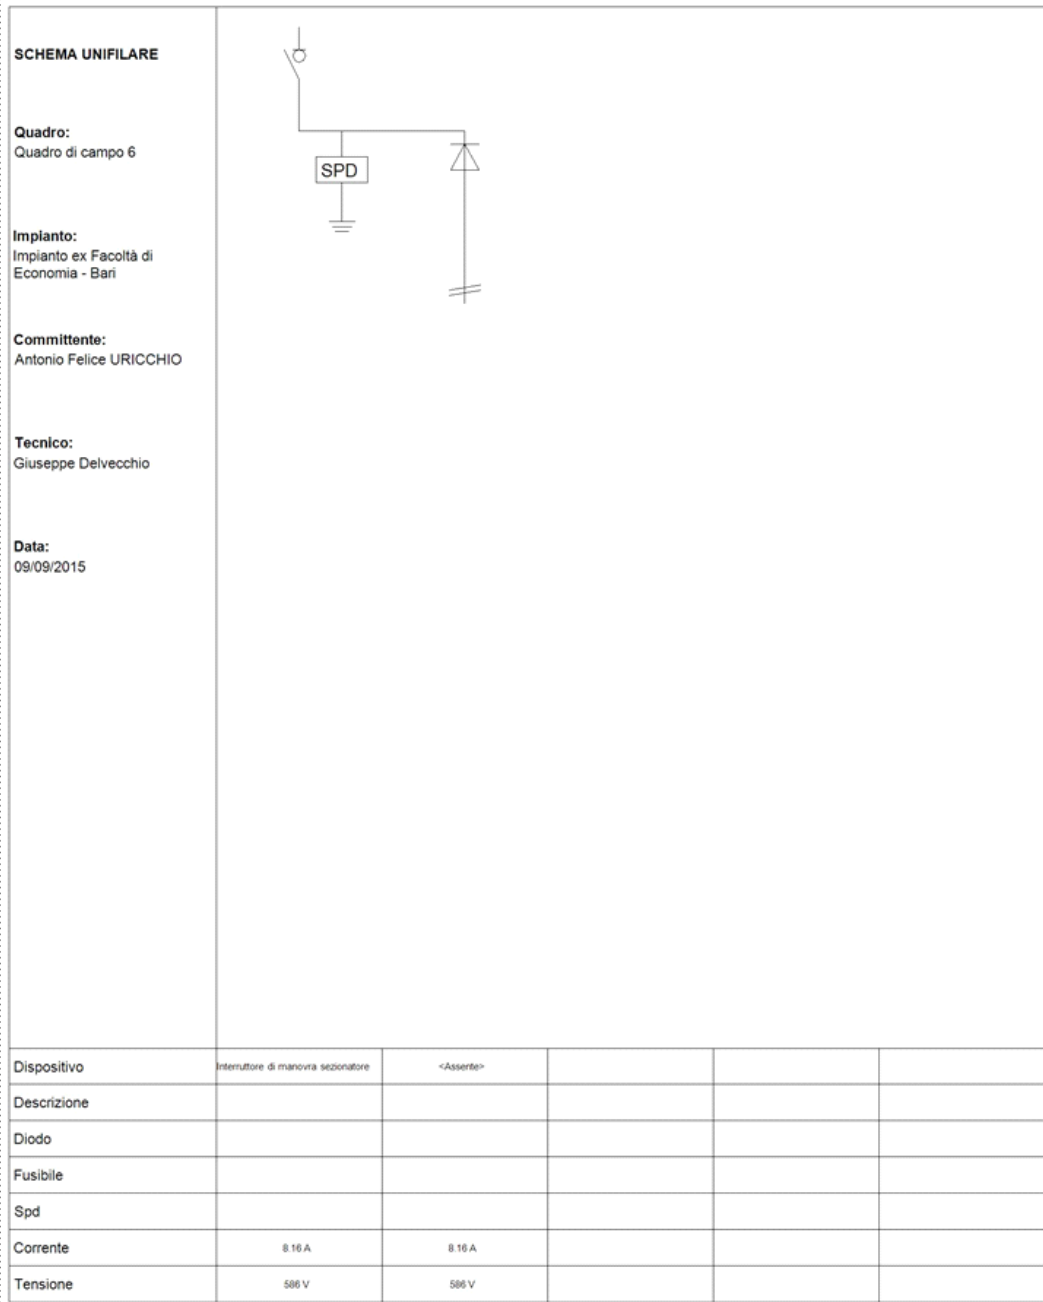 SCHEMA UNIFILARE
Quadro:
Quadro di campo 6
Impianto:
Impianto ex Facoltà di
Economia - Bari
Committente:
Antonio Felice URICCHIO
Tecnico:
Giuseppe Delvecchio
Data:
09/09/2015
SPD
Dispositivo Interruttore di manovra sezionatore <Assente>
Descrizione
Diodo
Fusibile
Spd
Corrente 8.16 A 8.16 A
Tensione 586 V 586 V